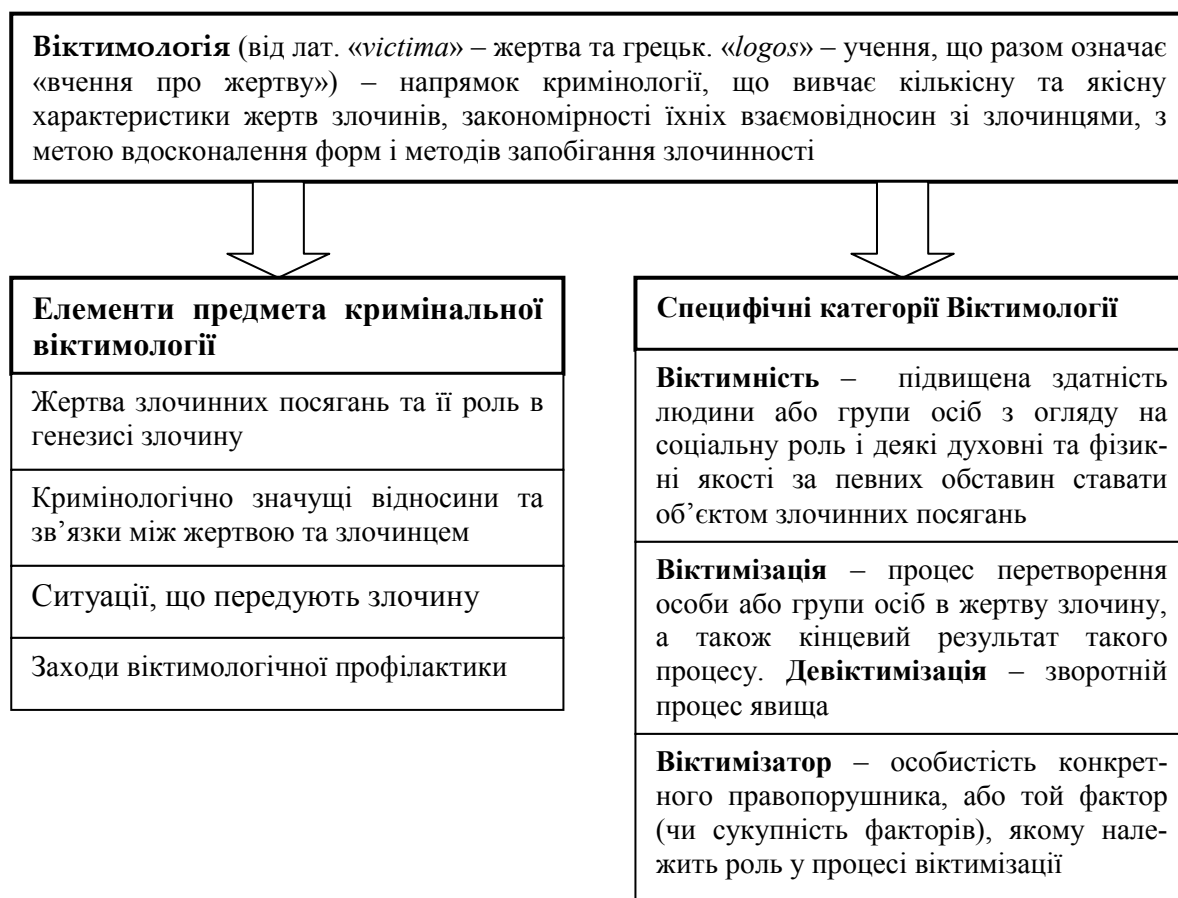 Віктимологія (від лат. «victima» – жертва та грецьк. «logos» – учення, що разом означає
«вчення про жертву») – напрямок кримінології, що вивчає кількісну та якісну
характеристики жертв злочинів, закономірності їхніх взаємовідносин зі злочинцями, з
метою вдосконалення форм і методів запобігання злочинності
Елементи предмета кримінальної
віктимології
Жертва злочинних посягань та її роль в
генезисі злочину
Кримінологічно значущі відносини та
зв’язки між жертвою та злочинцем
Ситуації, що передують злочину
Заходи віктимологічної профілактики
Специфічні категорії Віктимології
Віктимність – підвищена здатність
людини або групи осіб з огляду на
соціальну роль і деякі духовні та фізик-
ні якості за певних обставин ставати
об’єктом злочинних посягань
Віктимізація – процес перетворення
особи або групи осіб в жертву злочину,
а також кінцевий результат такого
процесу. Девіктимізація – зворотній
процес явища
Віктимізатор – особистість конкрет-
ного правопорушника, або той фактор
(чи сукупність факторів), якому нале-
жить роль у процесі віктимізації